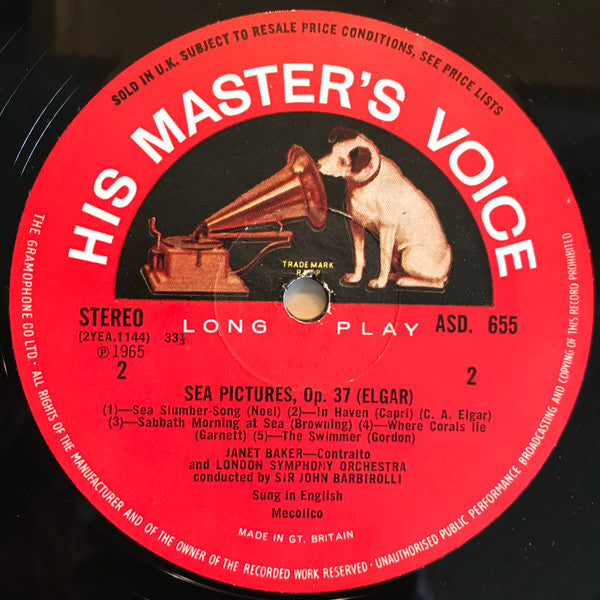 SOLD IN U.K. SUBJECT TO RESALE PRICE CONDITIONS, SEE PRICE LISTS
HIS MASTER'S VOICE
TRADE MARK
LONG PLAY
STEREO
(2YEA.1144) 33⅓
℗ 1965
2
ASD. 655
2
SEA PICTURES, Op. 37 (ELGAR)
(1)—Sea Slumber-Song (Noel) (2)—In Haven (Capri) (C. A. Elgar)
(3)—Sabbath Morning at Sea (Browning) (4)—Where Corals lie
(Garnett) (5)—The Swimmer (Gordon)
JANET BAKER—Contralto
and LONDON SYMPHONY ORCHESTRA
conducted by SIR JOHN BARBIROLLI
Sung in English
Mecolico
MADE IN GT. BRITAIN
THE GRAMOPHONE CO LTD. · ALL RIGHTS OF THE MANUFACTURER AND OF THE OWNER OF THE RECORDED WORK RESERVED · UNAUTHORISED PUBLIC PERFORMANCE BROADCASTING AND COPYING OF THIS RECORD PROHIBITED